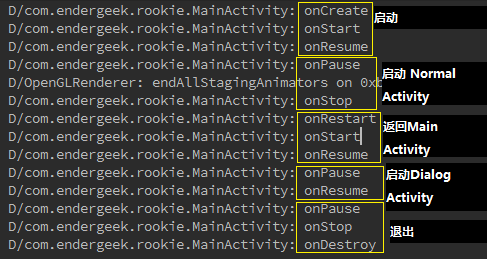 D/com.endergeek.rookie.MainActivity: onCreate 启动
D/com.endergeek.rookie.MainActivity: onStart
D/com.endergeek.rookie.MainActivity: onResume
D/com.endergeek.rookie.MainActivity: onPause
D/OpenGLRenderer: endAllStagingAnimators on 启动 Normal
D/com.endergeek.rookie.MainActivity: onStop Activity
D/com.endergeek.rookie.MainActivity: onRestart 返回Main
D/com.endergeek.rookie.MainActivity: onStart
D/com.endergeek.rookie.MainActivity: onResume Activity
D/com.endergeek.rookie.MainActivity: onPause 启动Dialog
D/com.endergeek.rookie.MainActivity: onResume Activity
D/com.endergeek.rookie.MainActivity: onPause
D/com.endergeek.rookie.MainActivity: onStop 退出
D/com.endergeek.rookie.MainActivity: onDestroy